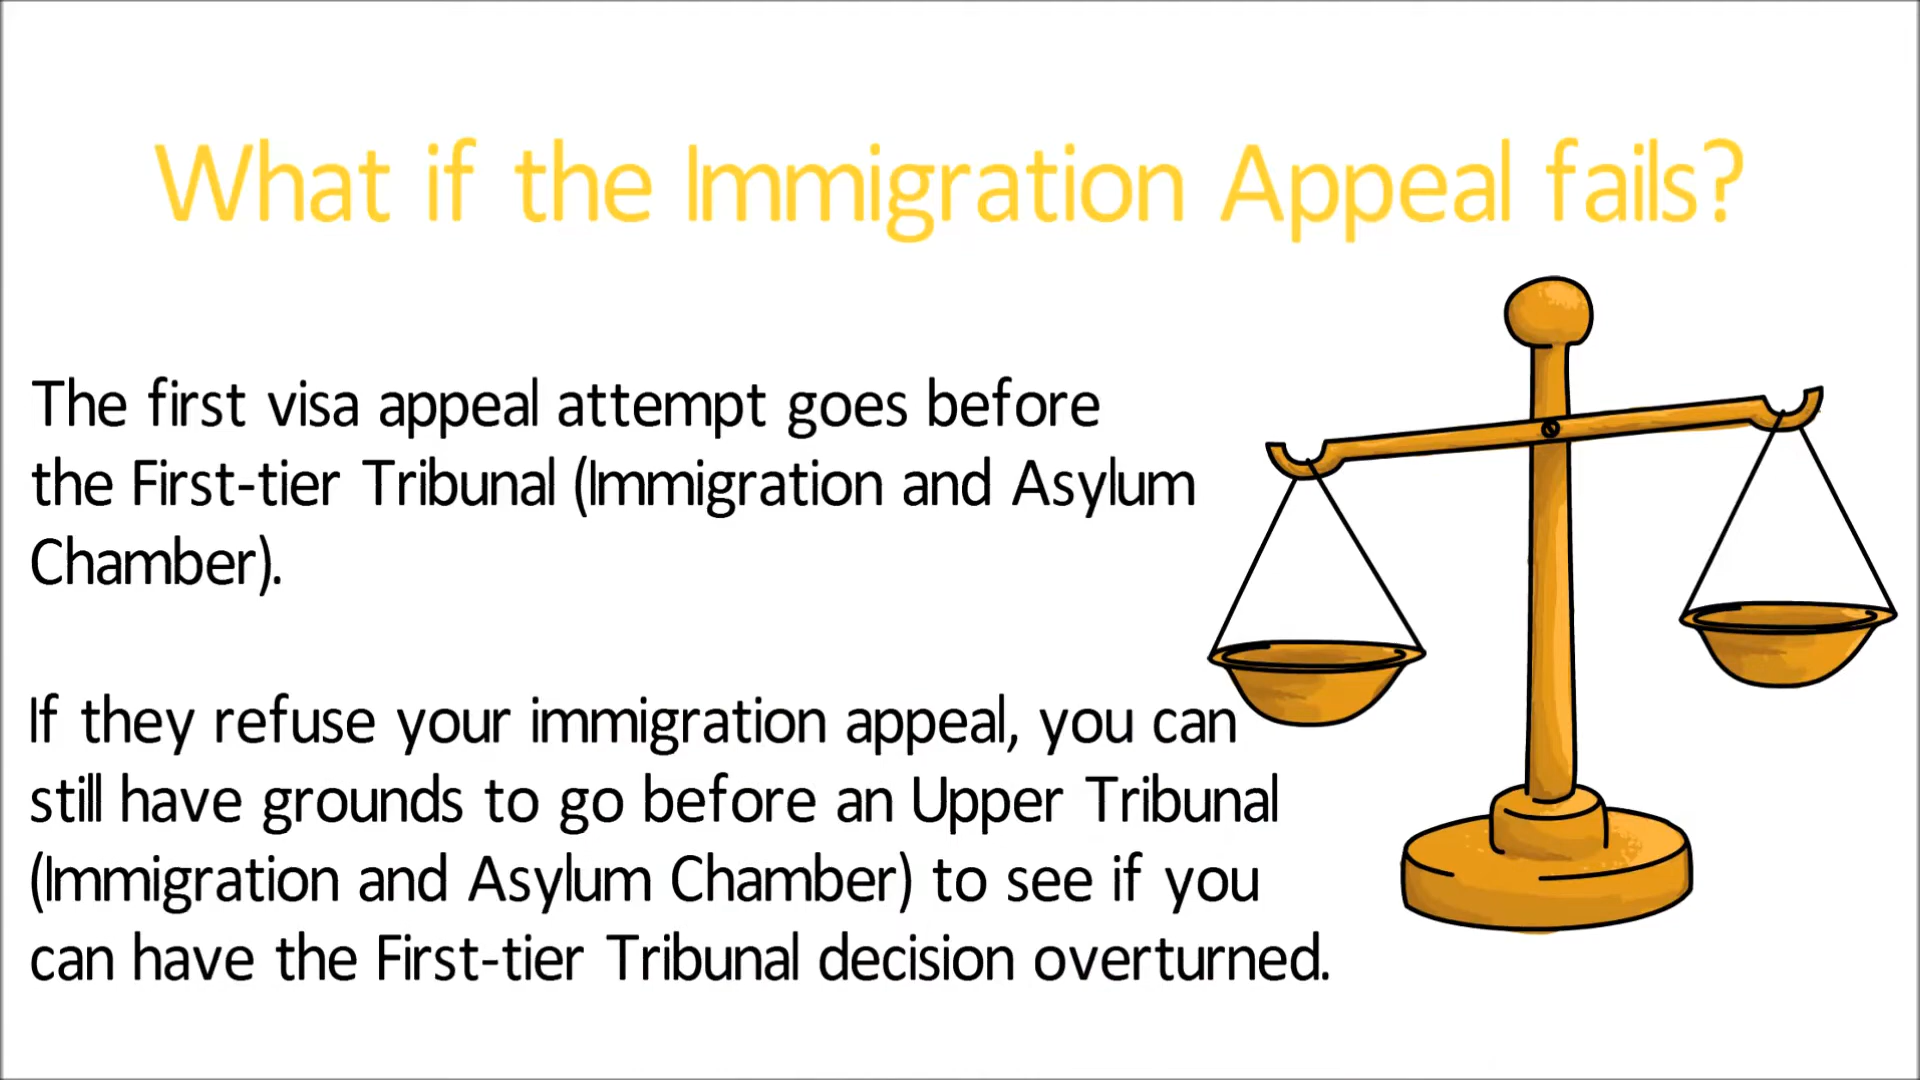 What if the Immigration Appeal fails?
The first visa appeal attempt goes before
the First-tier Tribunal (Immigration and Asylum
Chamber).
If they refuse your immigration appeal, you can
still have grounds to go before an Upper Tribunal
(Immigration and Asylum Chamber) to see if you
can have the First-tier Tribunal decision overturned.